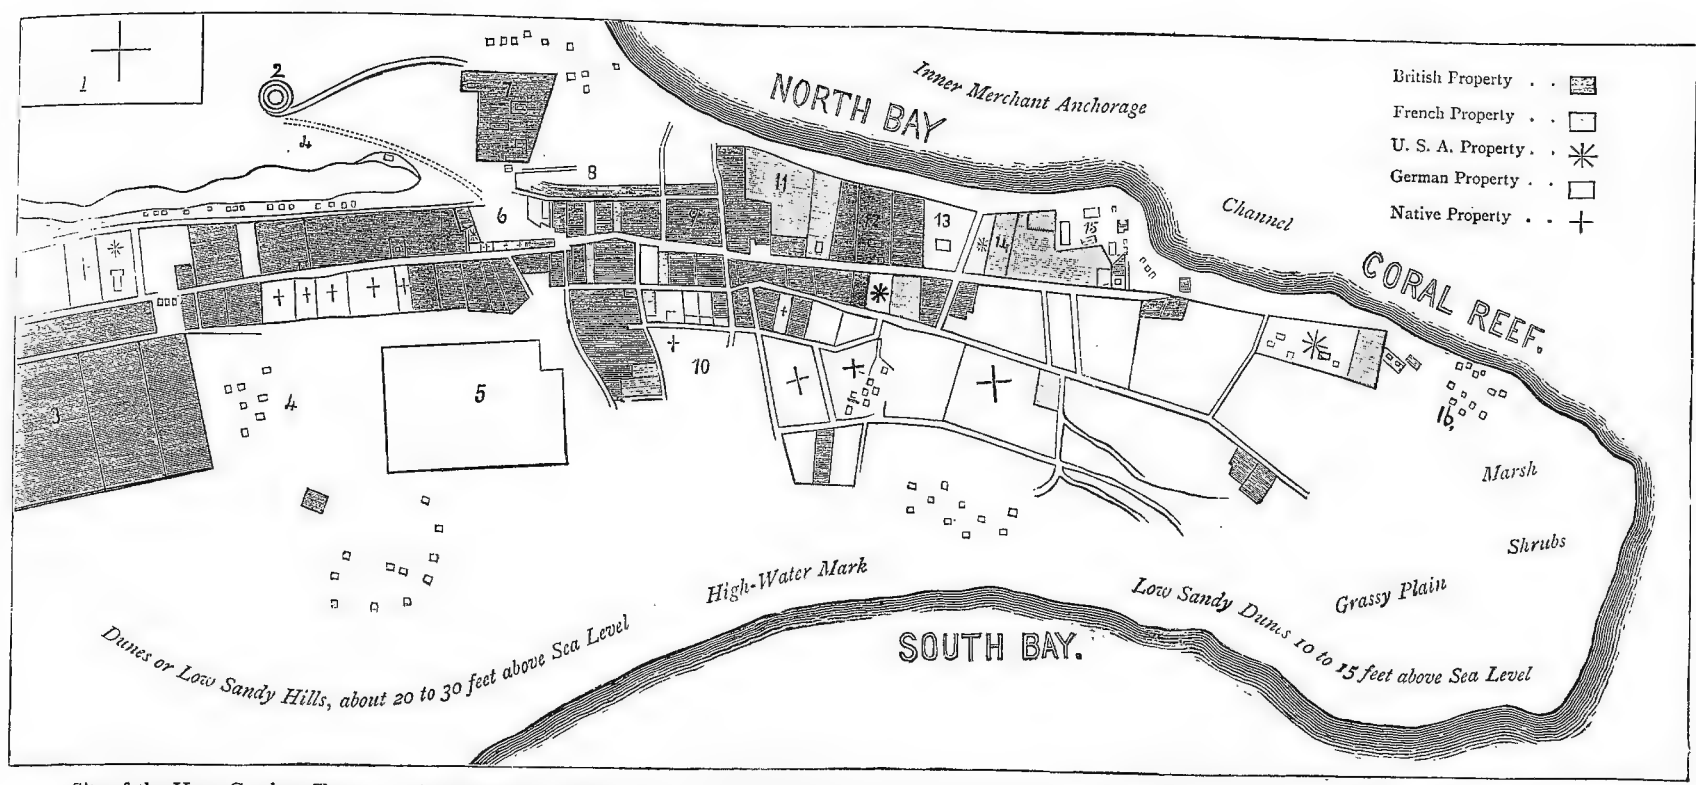 1
2
3
4
4
5
6
7
8
9
10
11
12
13
14
15
16,
NORTH BAY
Inner Merchant Anchorage
Channel
CORAL REEF.
British Property . .
French Property . .
U. S. A. Property . .
German Property . .
Native Property . .
Marsh
Shrubs
Grassy Plain
Low Sandy Dunes 10 to 15 feet above Sea Level
High-Water Mark
SOUTH BAY.
Dunes or Low Sandy Hills, about 20 to 30 feet above Sea Level